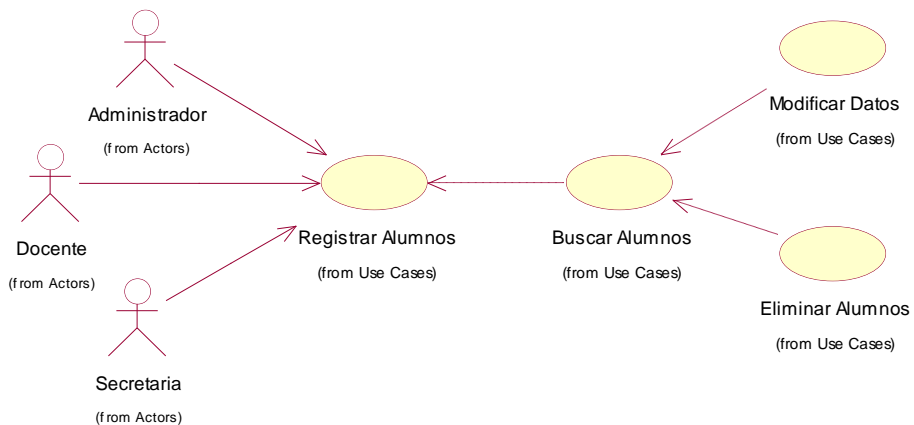 Administrador
(from Actors)
Docente
(from Actors)
Secretaria
(from Actors)
Registrar Alumnos
(from Use Cases)
Buscar Alumnos
(from Use Cases)
Modificar Datos
(from Use Cases)
Eliminar Alumnos
(from Use Cases)